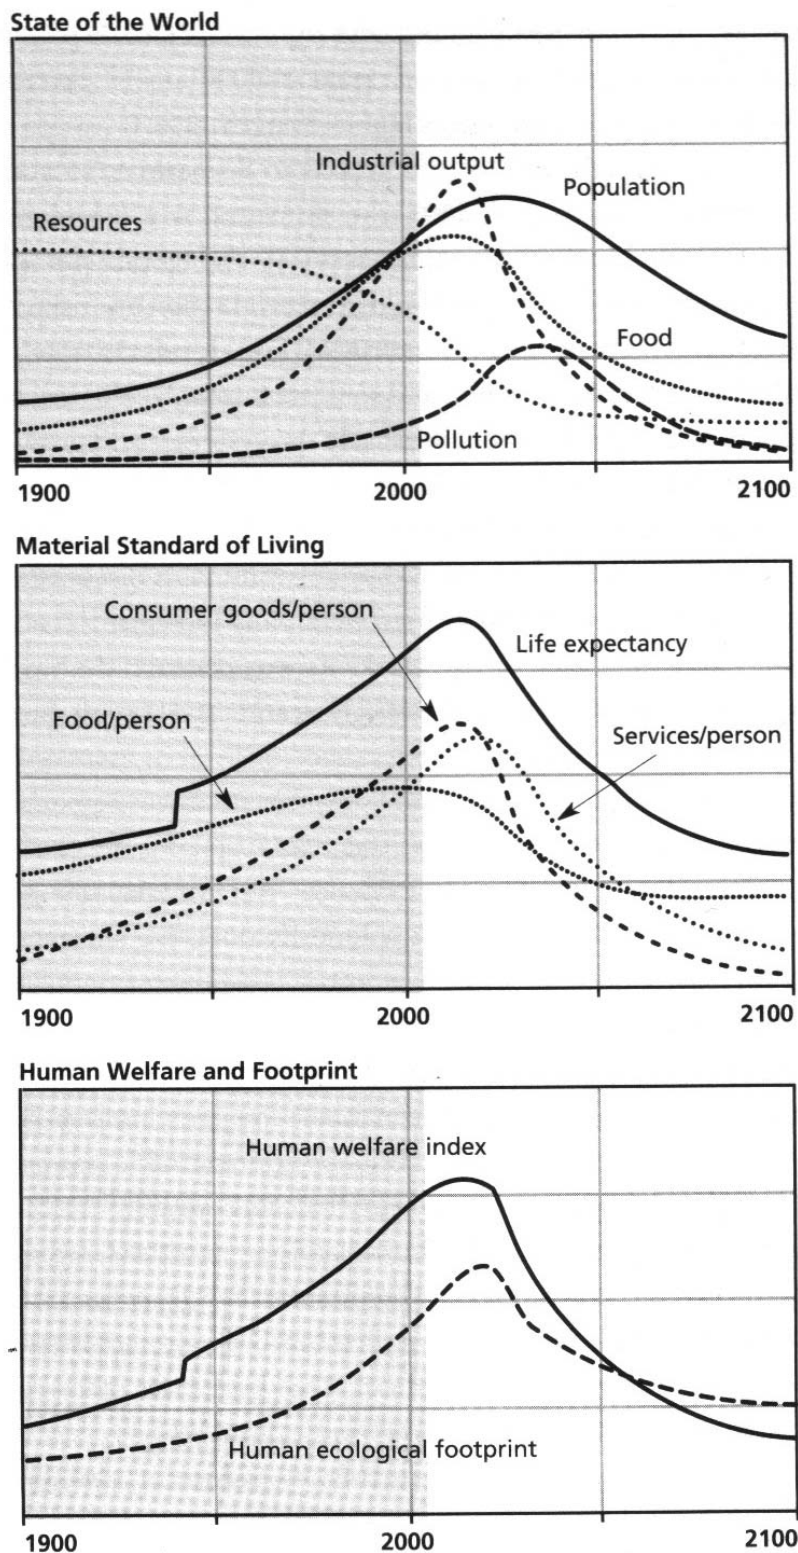 State of the World
Industrial output
Population
Resources
Food
Pollution
1900 2000 2100
Material Standard of Living
Consumer goods/person
Life expectancy
Food/person
Services/person
1900 2000 2100
Human Welfare and Footprint
Human welfare index
Human ecological footprint
1900 2000 2100